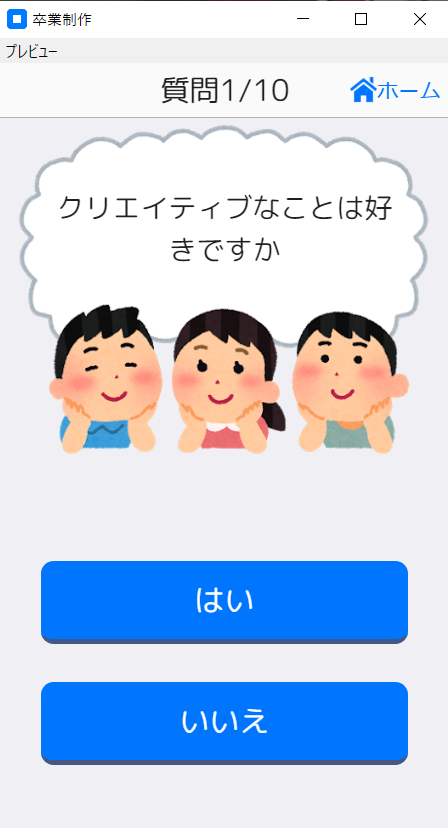 卒業制作
プレビュー
質問1/10
ホーム
クリエイティブなことは好
きですか
はい
いいえ